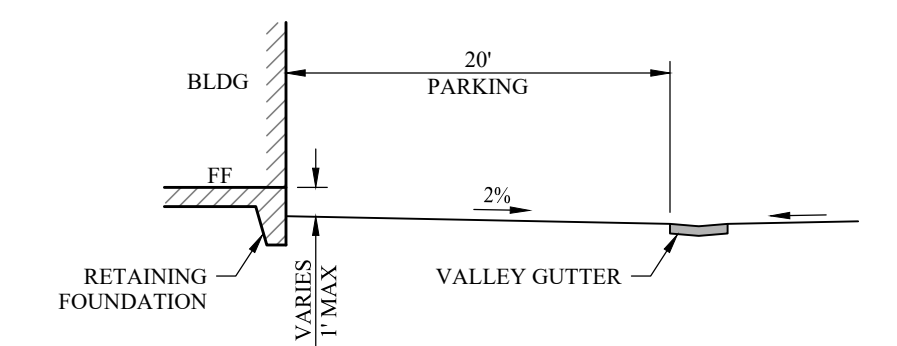 20'
PARKING
BLDG
FF
2%
RETAINING
FOUNDATION
VARIES
1' MAX
VALLEY GUTTER